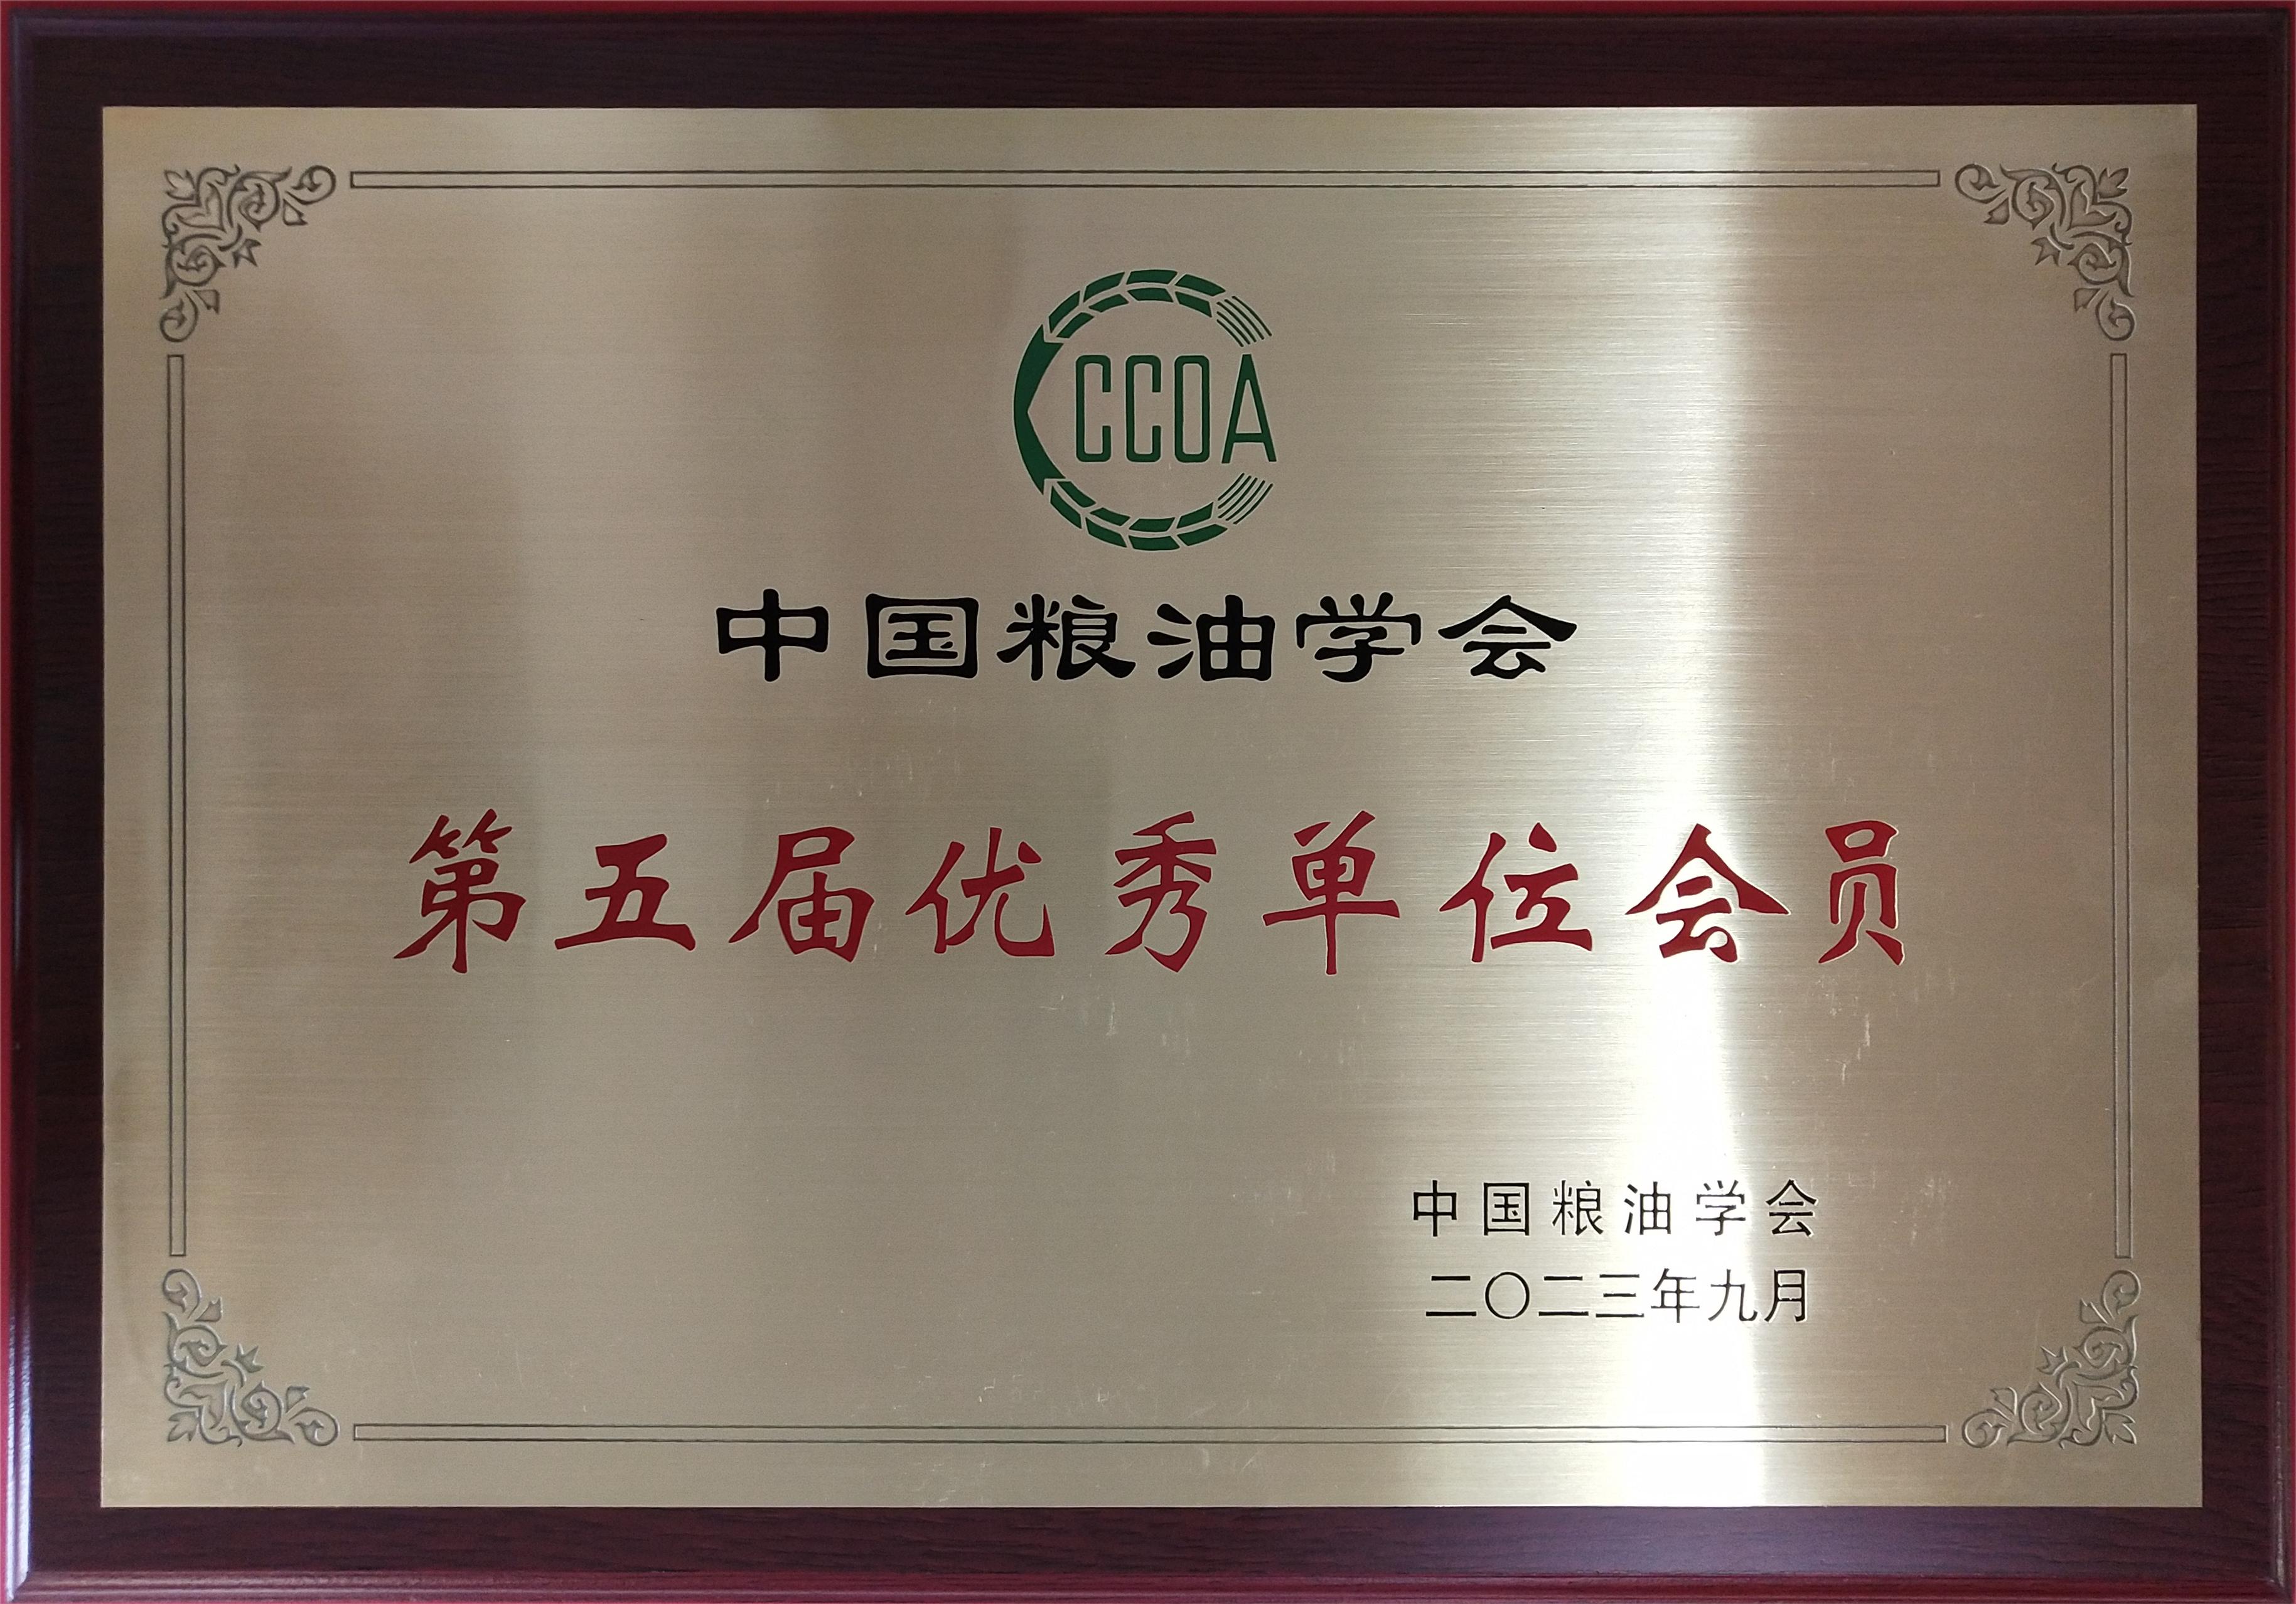 CCOA
中国粮油学会
第五届优秀单位会员
中国粮油学会
二〇二三年九月